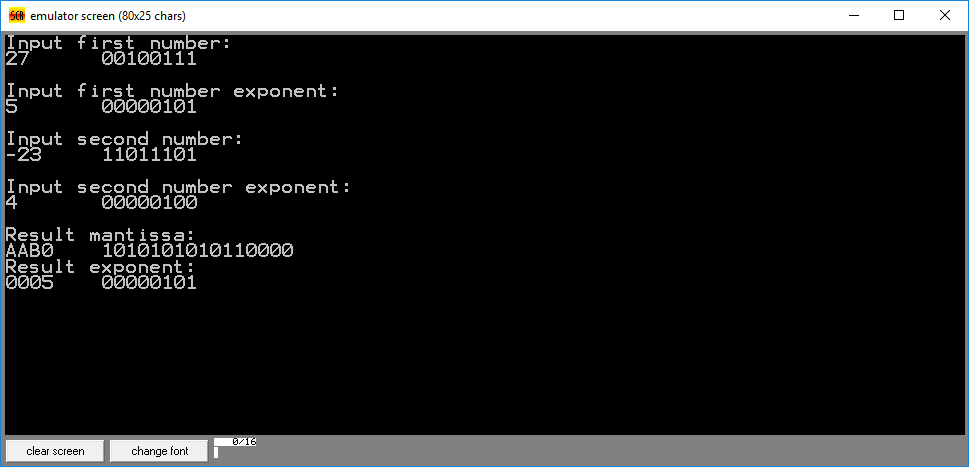 emulator screen (80x25 chars)
Input first number:
27 00100111
Input first number exponent:
5 00000101
Input second number:
-23 11011101
Input second number exponent:
4 00000100
Result mantissa:
AAB0 1010101010110000
Result exponent:
0005 00000101
clear screen change font 0/16